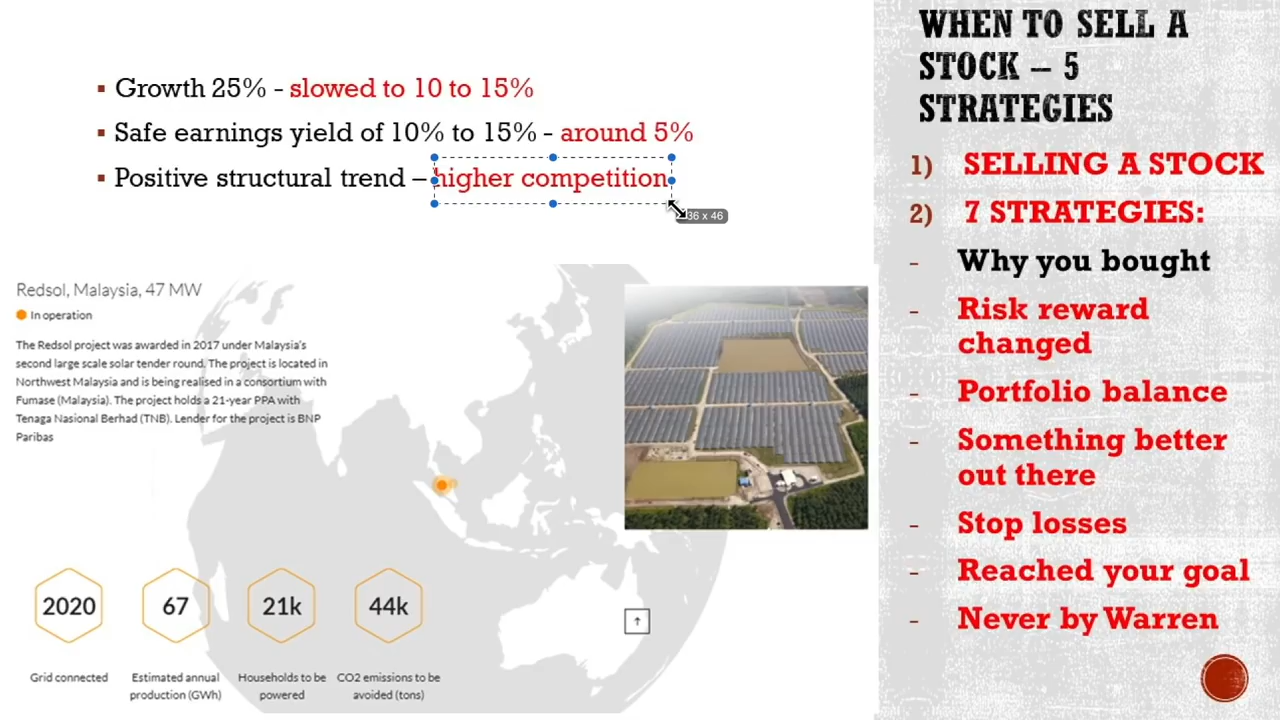 Growth 25% - slowed to 10 to 15%
Safe earnings yield of 10% to 15% - around 5%
Positive structural trend – higher competition
36 x 46
Redsol, Malaysia, 47 MW
In operation
The Redsol project was awarded in 2017 under Malaysia's
second large scale solar tender round. The project is located in
Northwest Malaysia and is being realised in a consortium with
Fumase (Malaysia). The project holds a 21-year PPA with
Tenaga Nasional Berhad (TNB). Lender for the project is BNP
Paribas
2020
67
21k
44k
Grid connected
Estimated annual
production (GWh)
Households to be
powered
CO2 emissions to be
avoided (tons)
WHEN TO SELL A
STOCK – 5
STRATEGIES
1) SELLING A STOCK
2) 7 STRATEGIES:
- Why you bought
- Risk reward
changed
- Portfolio balance
- Something better
out there
- Stop losses
- Reached your goal
- Never by Warren